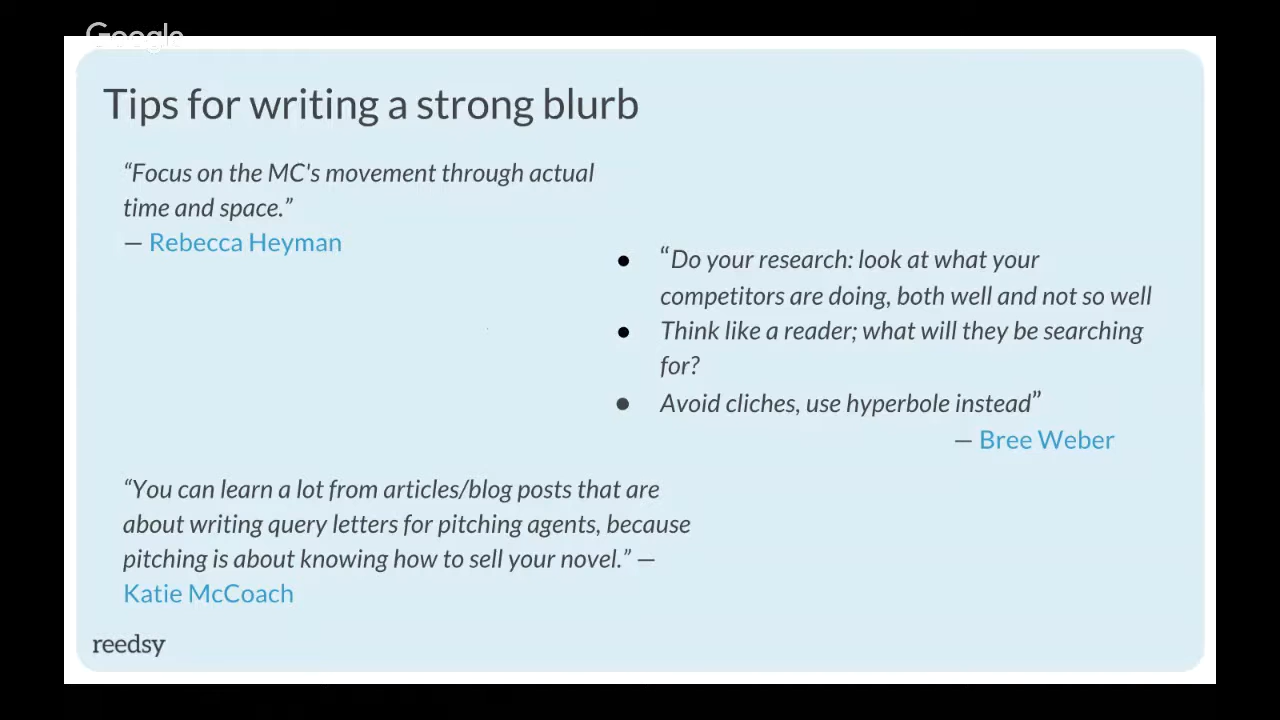 Google
Tips for writing a strong blurb
“Focus on the MC's movement through actual
time and space.”
— Rebecca Heyman
● “Do your research: look at what your
competitors are doing, both well and not so well
● Think like a reader; what will they be searching
for?
● Avoid cliches, use hyperbole instead”
— Bree Weber
“You can learn a lot from articles/blog posts that are
about writing query letters for pitching agents, because
pitching is about knowing how to sell your novel.” —
Katie McCoach
reedsy